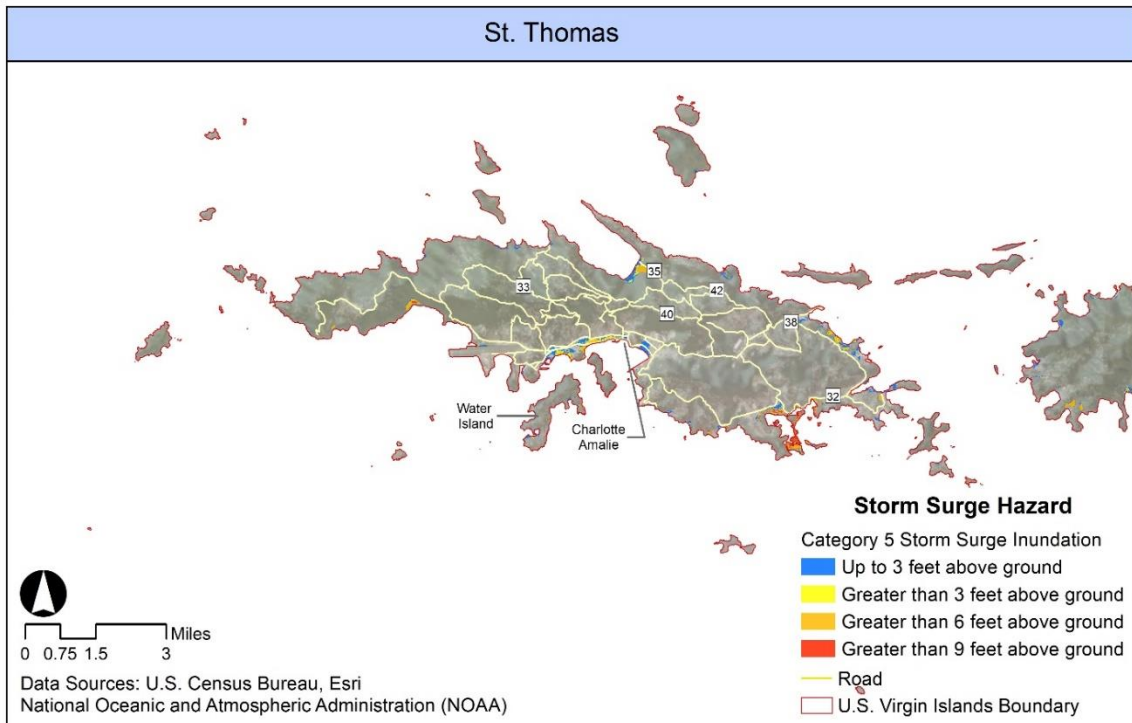 St. Thomas
35
33
42
40
38
32
Water
Island
Charlotte
Amalie
Storm Surge Hazard
Category 5 Storm Surge Inundation
Up to 3 feet above ground
Greater than 3 feet above ground
Greater than 6 feet above ground
Greater than 9 feet above ground
Road
U.S. Virgin Islands Boundary
Miles
0 0.75 1.5 3
Data Sources: U.S. Census Bureau, Esri
National Oceanic and Atmospheric Administration (NOAA)